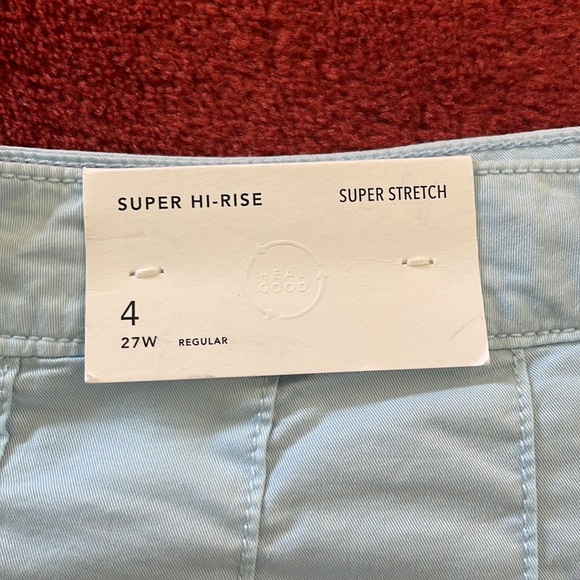 SUPER HI-RISE
SUPER STRETCH
REAL
GOOD
4
27W REGULAR